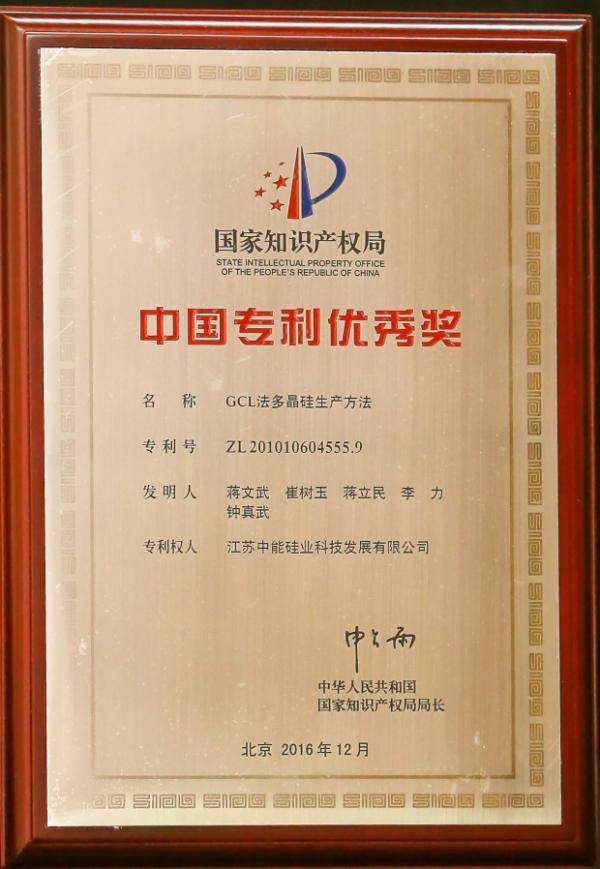 国家知识产权局
STATE INTELLECTUAL PROPERTY OFFICE
OF THE PEOPLE'S REPUBLIC OF CHINA
中国专利优秀奖
名 称 GCL法多晶硅生产方法
专利号 ZL 201010604555.9
发明人 蒋文武 崔树玉 蒋立民 李 力
钟真武
专利权人 江苏中能硅业科技发展有限公司
申长雨
中华人民共和国
国家知识产权局局长
北京 2016年12月